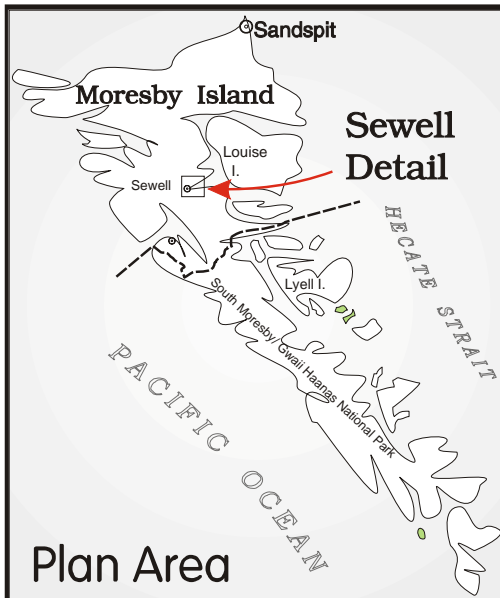 Sandspit
Moresby Island
Sewell
Detail
Louise
I.
Sewell
HECATE STRAIT
Lyell I.
South Moresby/ Gwaii Haanas National Park
PACIFIC OCEAN
Plan Area